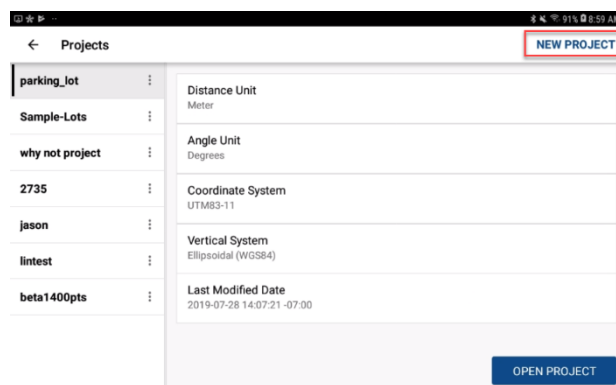 91% 8:59 AM
Projects
NEW PROJECT
parking_lot
Sample-Lots
why not project
2735
jason
lintest
beta1400pts
Distance Unit
Meter
Angle Unit
Degrees
Coordinate System
UTM83-11
Vertical System
Ellipsoidal (WGS84)
Last Modified Date
2019-07-28 14:07:21 -07:00
OPEN PROJECT